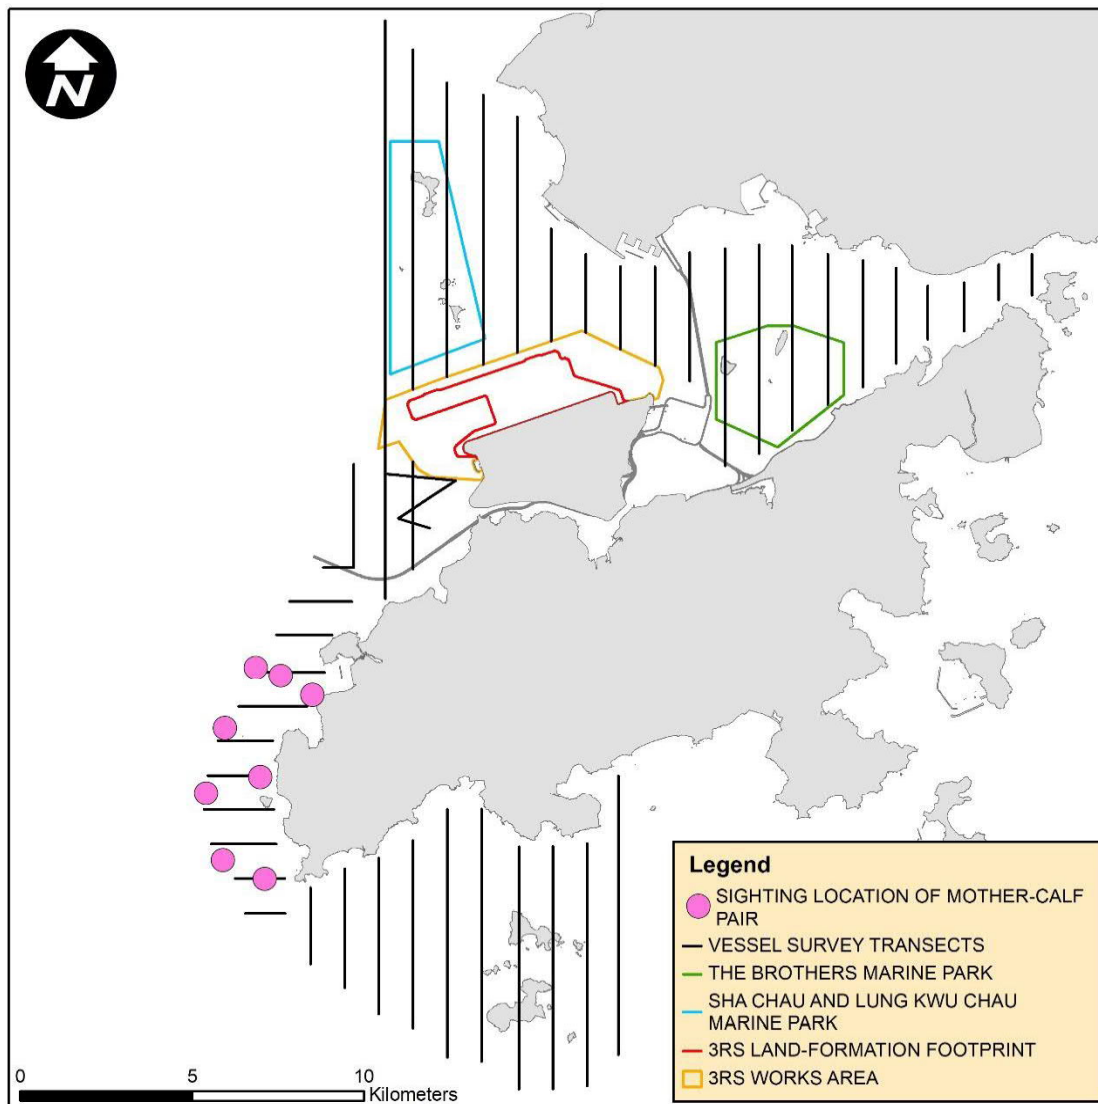 N
Legend
SIGHTING LOCATION OF MOTHER-CALF
PAIR
VESSEL SURVEY TRANSECTS
THE BROTHERS MARINE PARK
SHA CHAU AND LUNG KWU CHAU
MARINE PARK
3RS LAND-FORMATION FOOTPRINT
3RS WORKS AREA
0 5 10
Kilometers